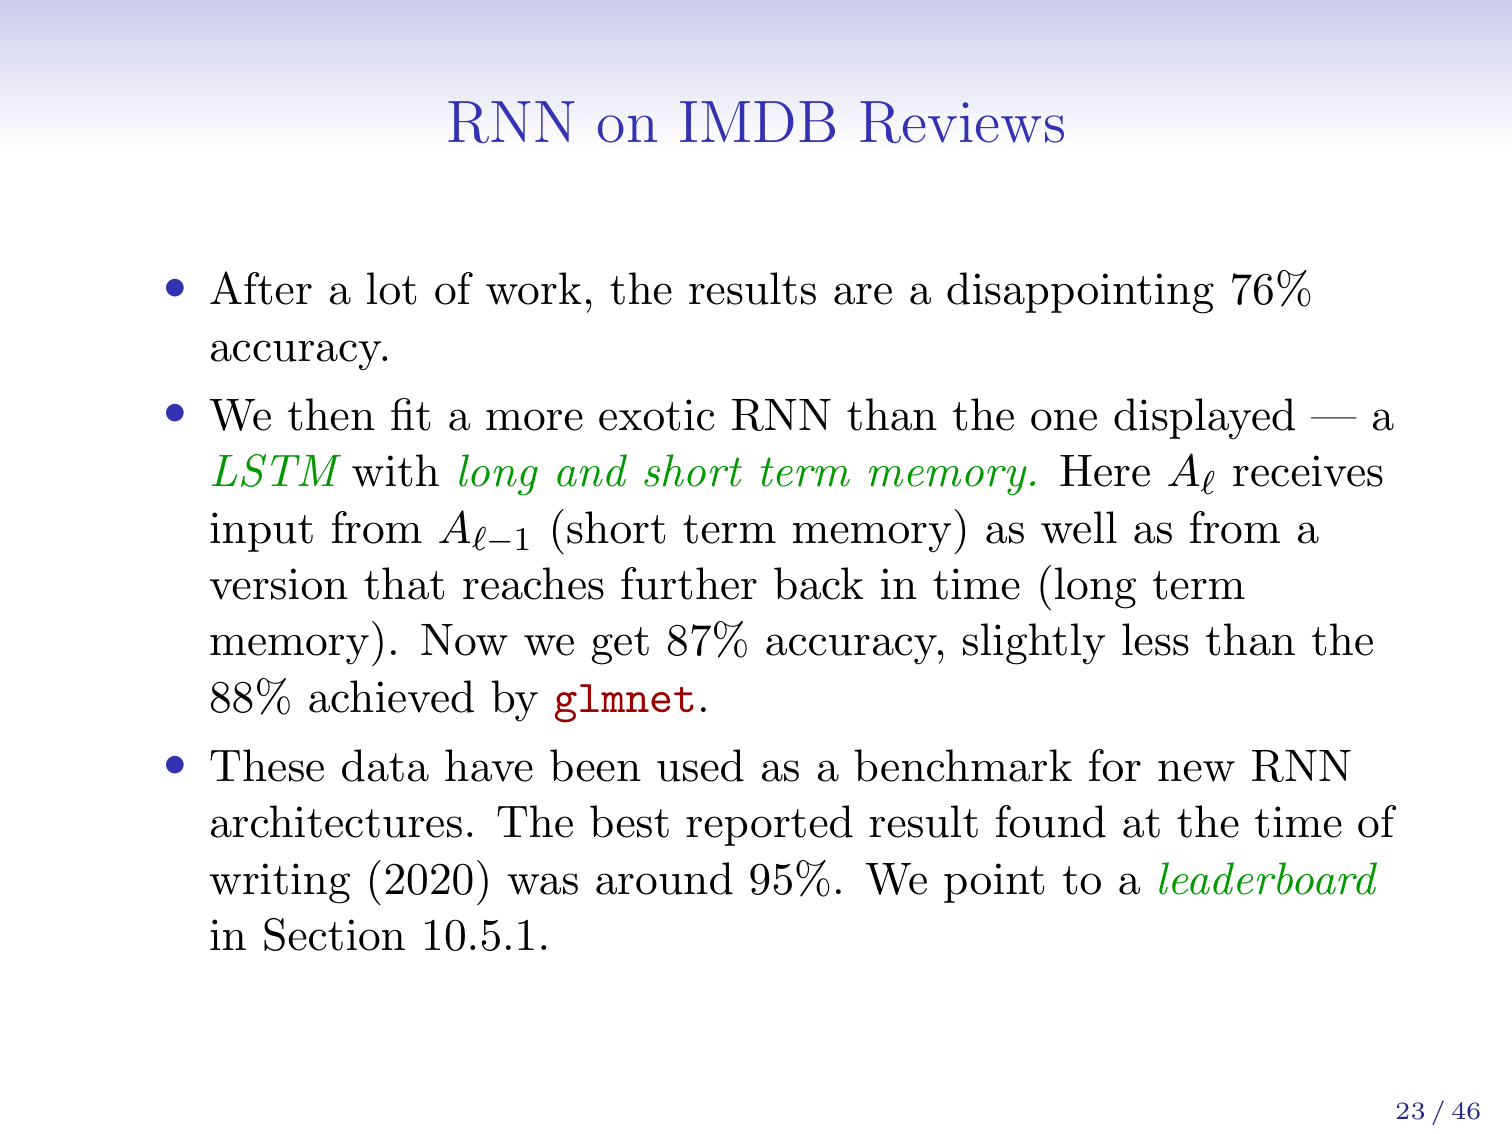 RNN on IMDB Reviews
• After a lot of work, the results are a disappointing 76%
accuracy.
• We then fit a more exotic RNN than the one displayed — a
LSTM with long and short term memory. Here Aℓ receives
input from Aℓ−1 (short term memory) as well as from a
version that reaches further back in time (long term
memory). Now we get 87% accuracy, slightly less than the
88% achieved by glmnet.
• These data have been used as a benchmark for new RNN
architectures. The best reported result found at the time of
writing (2020) was around 95%. We point to a leaderboard
in Section 10.5.1.
23 / 46